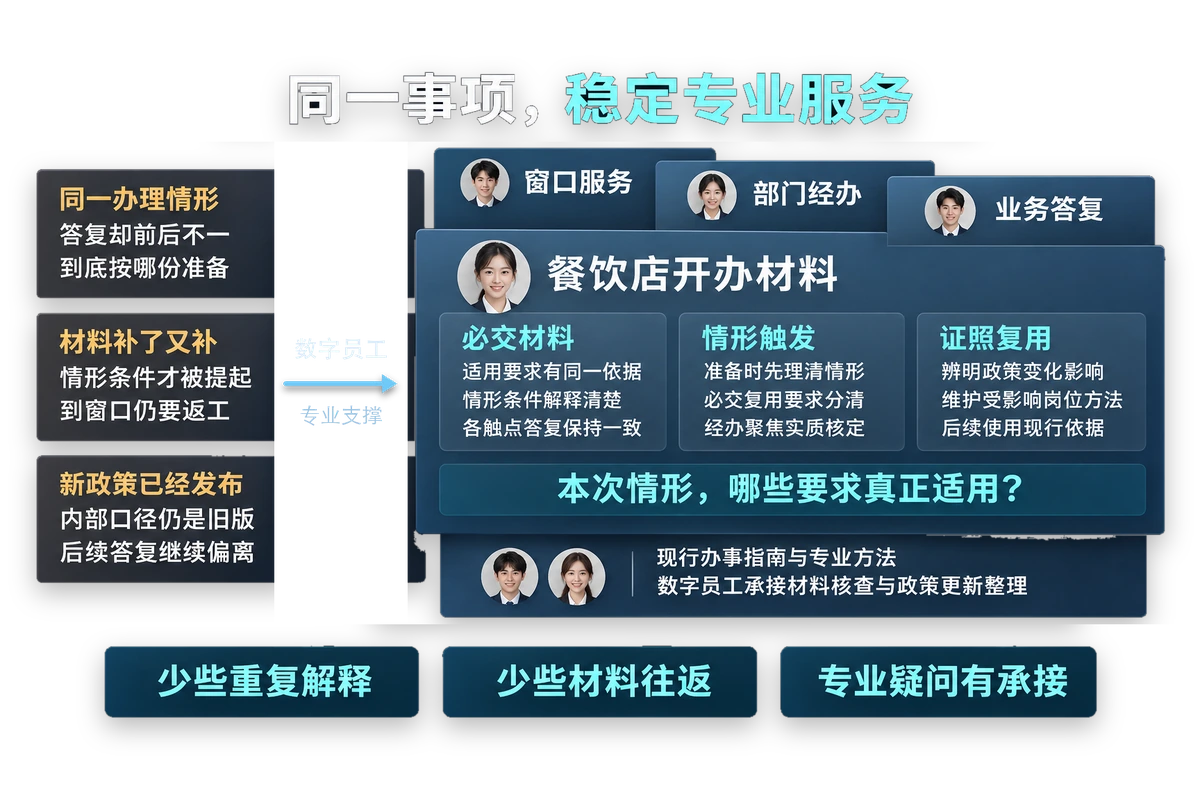 同一事项，稳定专业服务
同一办理情形
答复却前后不一
到底按哪份准备
材料补了又补
情形条件才被提起
到窗口仍要返工
新政策已经发布
内部口径仍是旧版
后续答复继续偏离
数字员工
专业支撑
窗口服务
部门经办
业务答复
餐饮店开办材料
必交材料
适用要求有同一依据
情形条件解释清楚
各触点答复保持一致
情形触发
准备时先理清情形
必交复用要求分清
经办聚焦实质核定
证照复用
辨明政策变化影响
维护受影响岗位方法
后续使用现行依据
本次情形，哪些要求真正适用？
现行办事指南与专业方法
数字员工承接材料核查与政策更新整理
少些重复解释
少些材料往返
专业疑问有承接